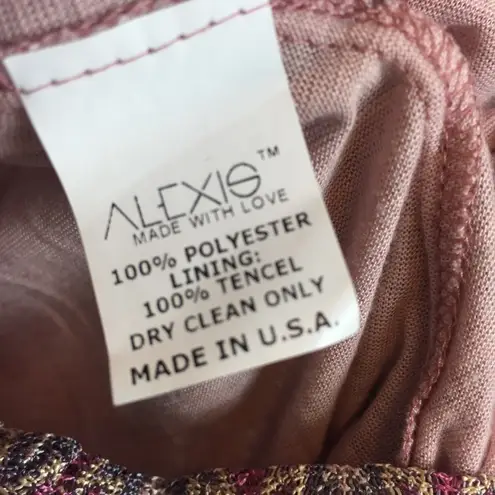 ALEXIS™
MADE WITH LOVE
100% POLYESTER
LINING:
100% TENCEL
DRY CLEAN ONLY
MADE IN U.S.A.